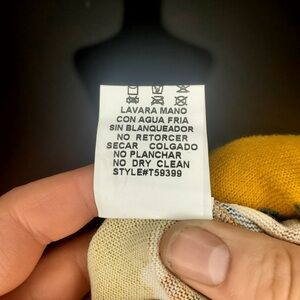 LAVARA MANO
CON AGUA FRIA
SIN BLANQUEADOR
NO RETORCER
SECAR COLGADO
NO PLANCHAR
NO DRY CLEAN
STYLE#T59399